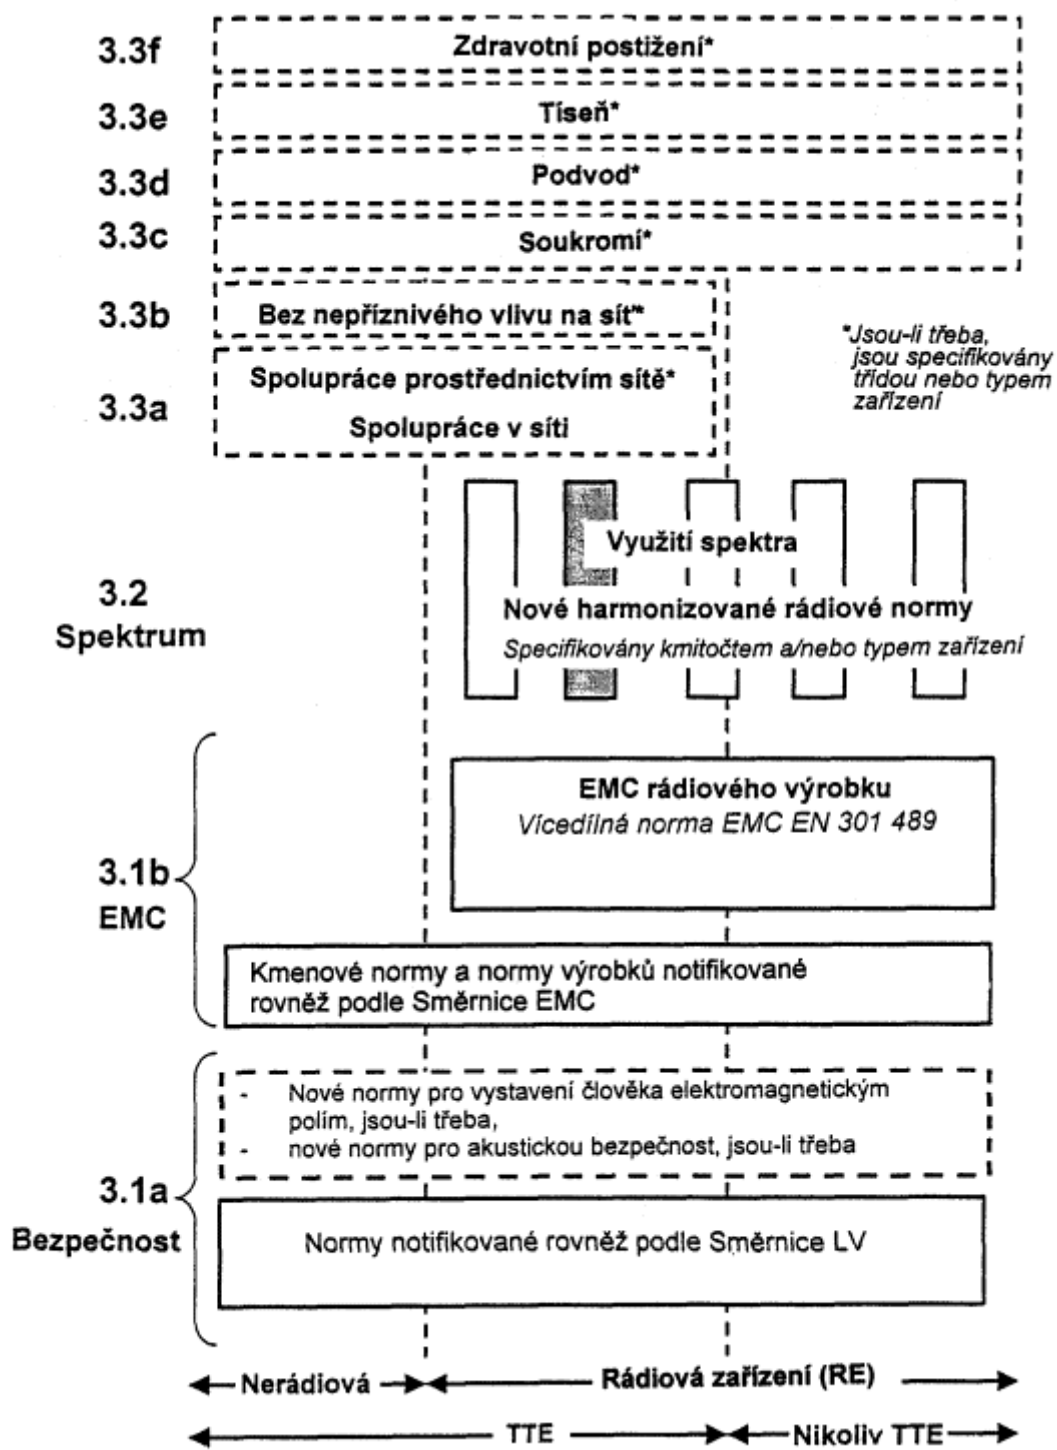 3.3f
Zdravotní postižení*
3.3e
Tíseň*
3.3d
Podvod*
3.3c
Soukromí*
3.3b
Bez nepříznivého vlivu na síť*
*Jsou-li třeba,
jsou specifikovány
třídou nebo typem
zařízení
3.3a
Spolupráce prostřednictvím sítě*
Spolupráce v síti
3.2
Spektrum
Využití spektra
Nové harmonizované rádiové normy
Specifikovány kmitočtem a/nebo typem zařízení
3.1b
EMC
EMC rádiového výrobku
Vícedílná norma EMC EN 301 489
Kmenové normy a normy výrobků notifikované
rovněž podle Směrnice EMC
3.1a
Bezpečnost
- Nové normy pro vystavení člověka elektromagnetickým
polím, jsou-li třeba,
- nové normy pro akustickou bezpečnost, jsou-li třeba
Normy notifikované rovněž podle Směrnice LV
Nerádiová
Rádiová zařízení (RE)
TTE
Nikoliv TTE